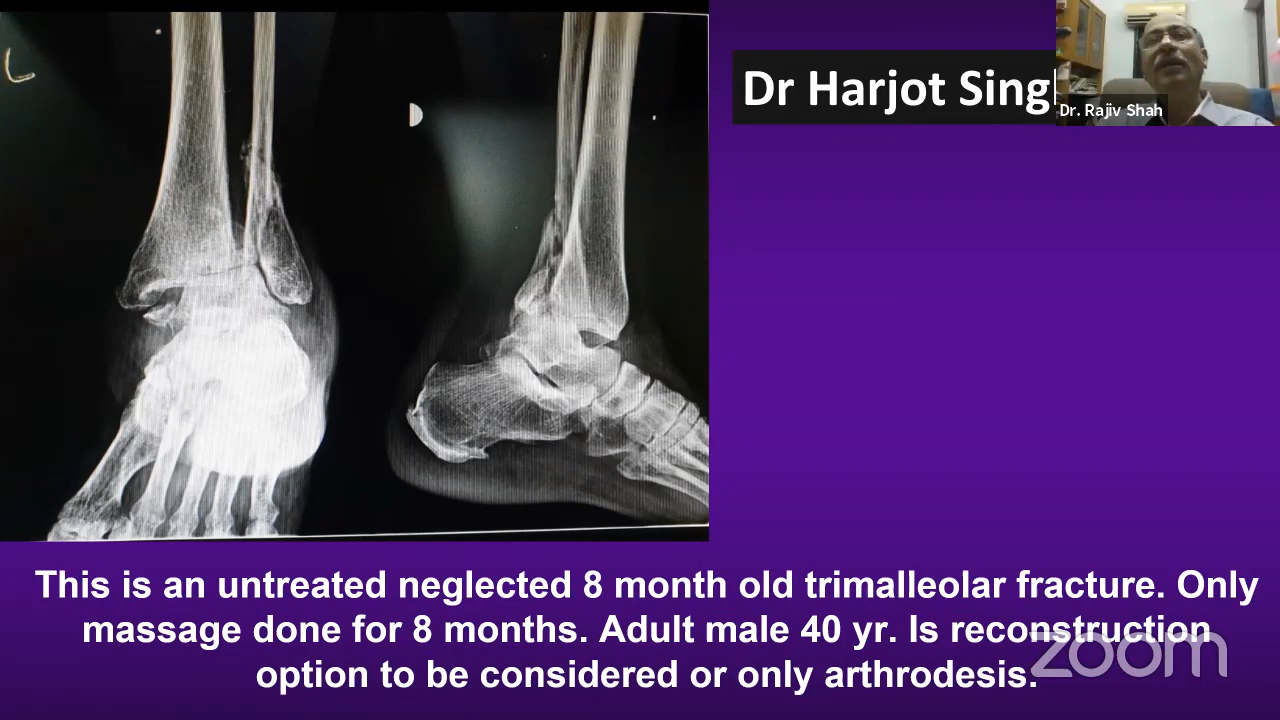 L
Dr Harjot Sing
Dr. Rajiv Shah
This is an untreated neglected 8 month old trimalleolar fracture. Only
massage done for 8 months. Adult male 40 yr. Is reconstruction
option to be considered or only arthrodesis.
zoom